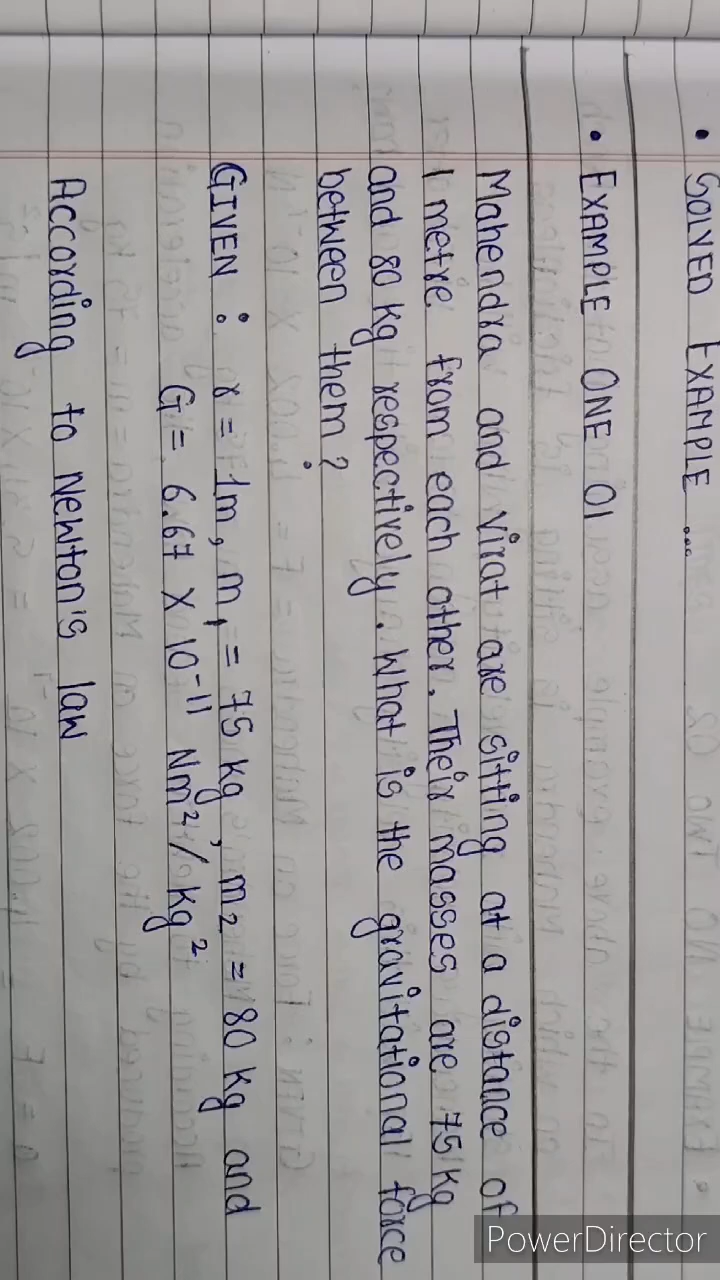 • SOLVED EXAMPLE ...
• EXAMPLE ONE 01
Mahendra and Virat are sitting at a distance of
1 metre from each other. Their masses are 75 kg
and 80 kg respectively. What is the gravitational force
between them?
GIVEN : r = 1m, m₁ = 75 kg, m₂ = 80 kg and
G = 6.67 X 10⁻¹¹ Nm²/kg²
According to Newton's law
PowerDirector